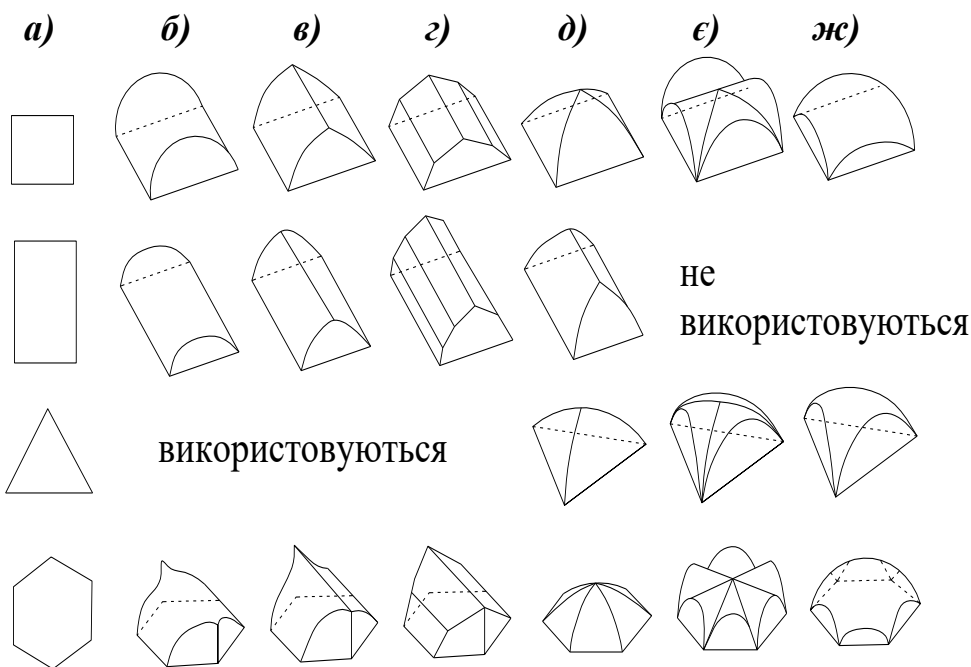 а) б) в) г) д) є) ж)
не
використовуються
використовуються